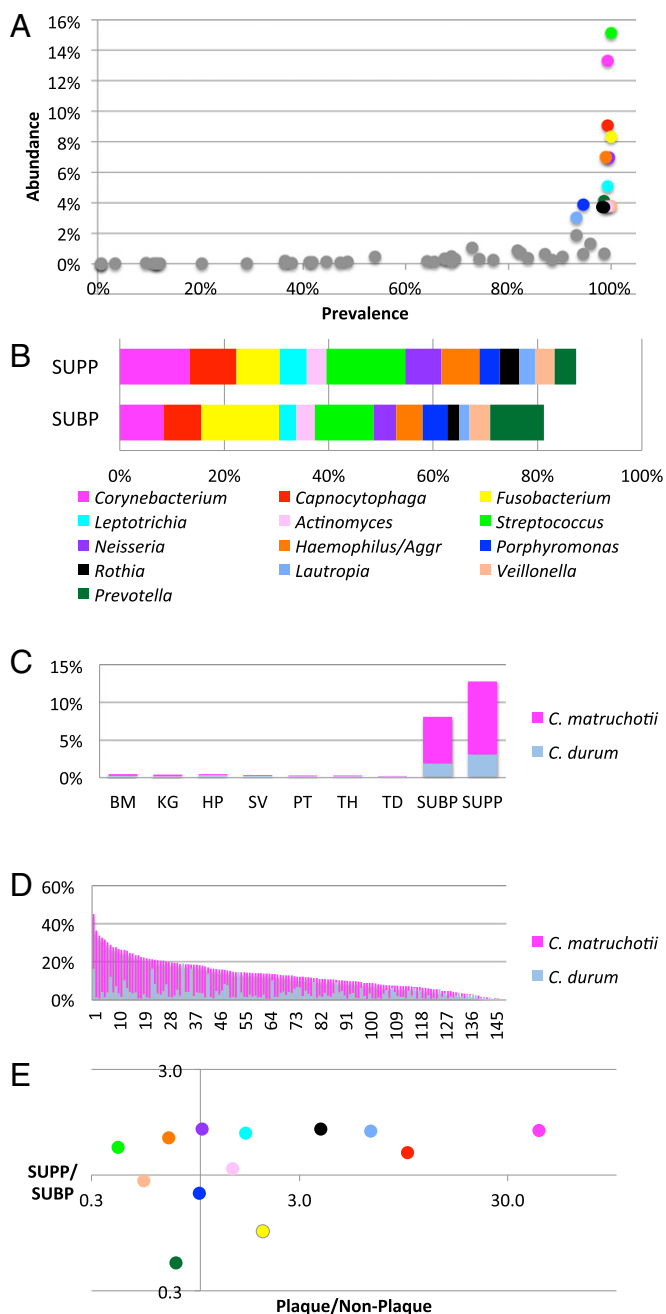 A
16%
14%
12%
10%
8%
6%
4%
2%
0%
Abundance
0% 20% 40% 60% 80% 100%
Prevalence
B
SUPP
SUBP
0% 20% 40% 60% 80% 100%
Corynebacterium Capnocytophaga Fusobacterium
Leptotrichia Actinomyces Streptococcus
Neisseria Haemophilus/Aggr Porphyromonas
Rothia Lautropia Veillonella
Prevotella
C
15%
10%
5%
0%
BM KG HP SV PT TH TD SUBP SUPP
C. matruchotii
C. durum
D
60%
40%
20%
0%
1 10 19 28 37 46 55 64 73 82 91 100 109 118 127 136 145
C. matruchotii
C. durum
E
3.0
SUPP/
SUBP
0.3 3.0 30.0
0.3
Plaque/Non-Plaque